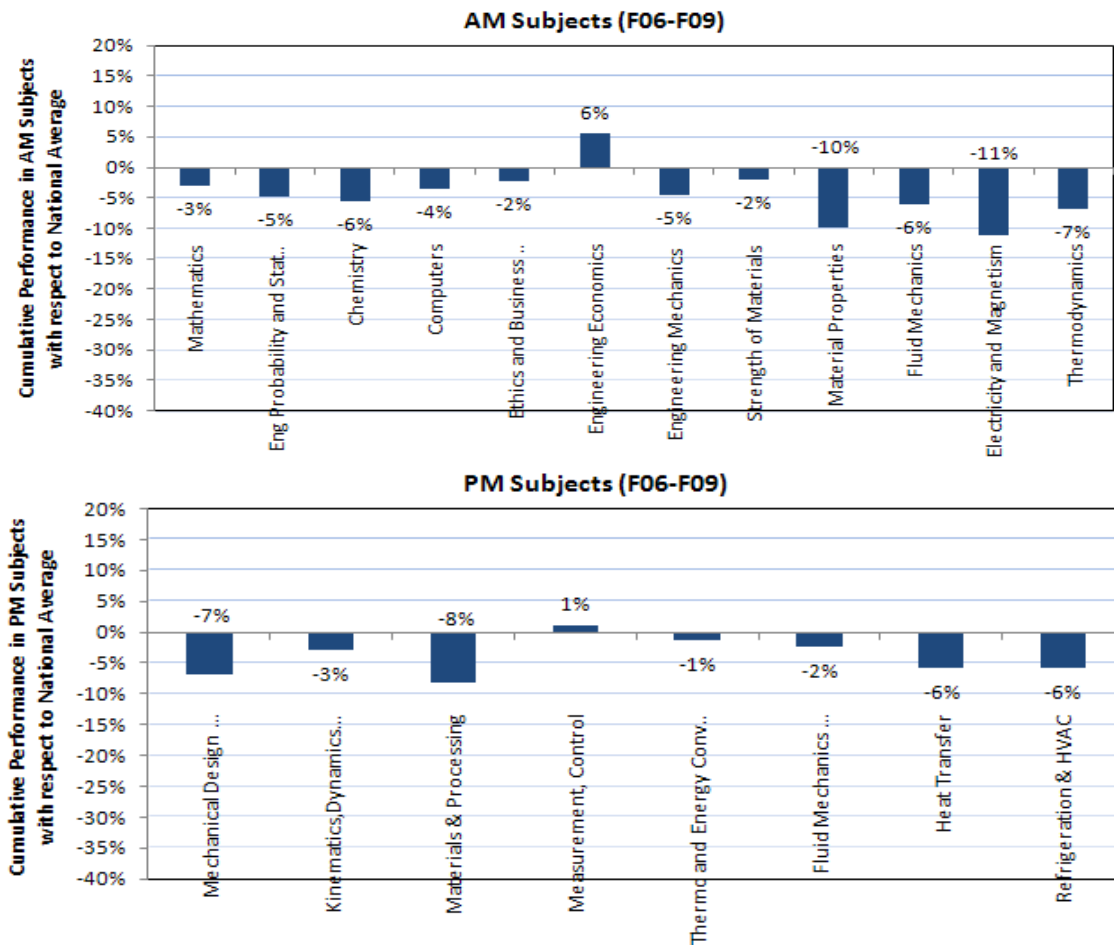 AM Subjects (F06-F09)
Cumulative Performance in AM Subjects
with respect to National Average
20%
15%
10%
5%
0%
-5%
-10%
-15%
-20%
-25%
-30%
-35%
-40%
-3%
-5%
-6%
-4%
-2%
6%
-5%
-2%
-10%
-6%
-11%
-7%
Mathematics
Eng Probability and Stat..
Chemistry
Computers
Ethics and Business ..
Engineering Economics
Engineering Mechanics
Strength of Materials
Material Properties
Fluid Mechanics
Electricity and Magnetism
Thermodynamics
PM Subjects (F06-F09)
Cumulative Performance in PM Subjects
with respect to National Average
20%
15%
10%
5%
0%
-5%
-10%
-15%
-20%
-25%
-30%
-35%
-40%
-7%
-3%
-8%
1%
-1%
-2%
-6%
-6%
Mechanical Design ...
Kinematics,Dynamics...
Materials & Processing
Measurement, Control
Thermo and Energy Conv..
Fluid Mechanics ...
Heat Transfer
Refrigeration & HVAC